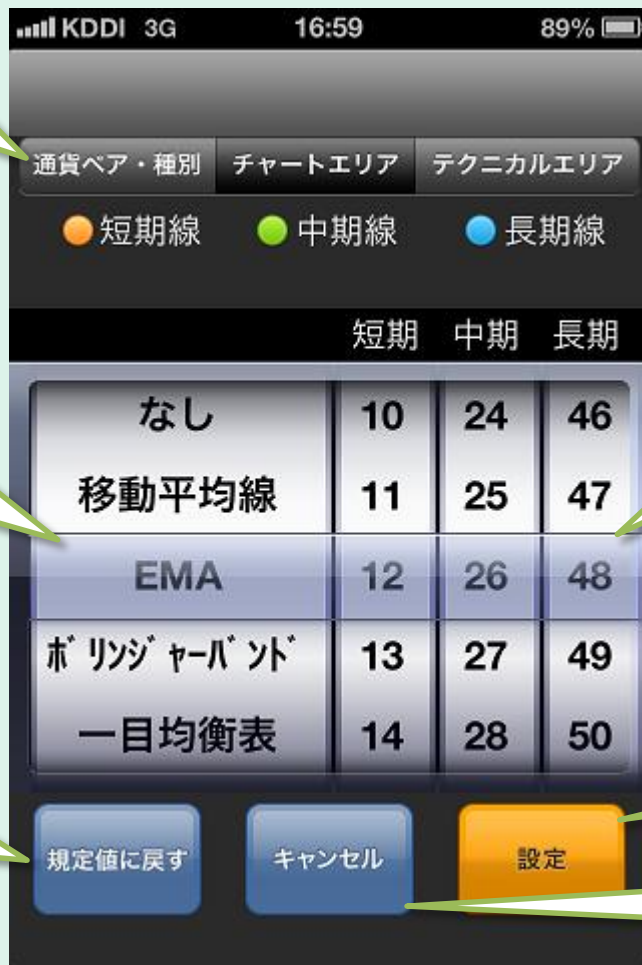 KDDI 3G 16:59 89%
通貨ペア・種別 チャートエリア テクニカルエリア
短期線 中期線 長期線
短期 中期 長期
なし 10 24 46
移動平均線 11 25 47
EMA 12 26 48
ﾎﾞﾘﾝｼﾞｬｰﾊﾞﾝﾄﾞ 13 27 49
一目均衡表 14 28 50
規定値に戻す キャンセル 設定